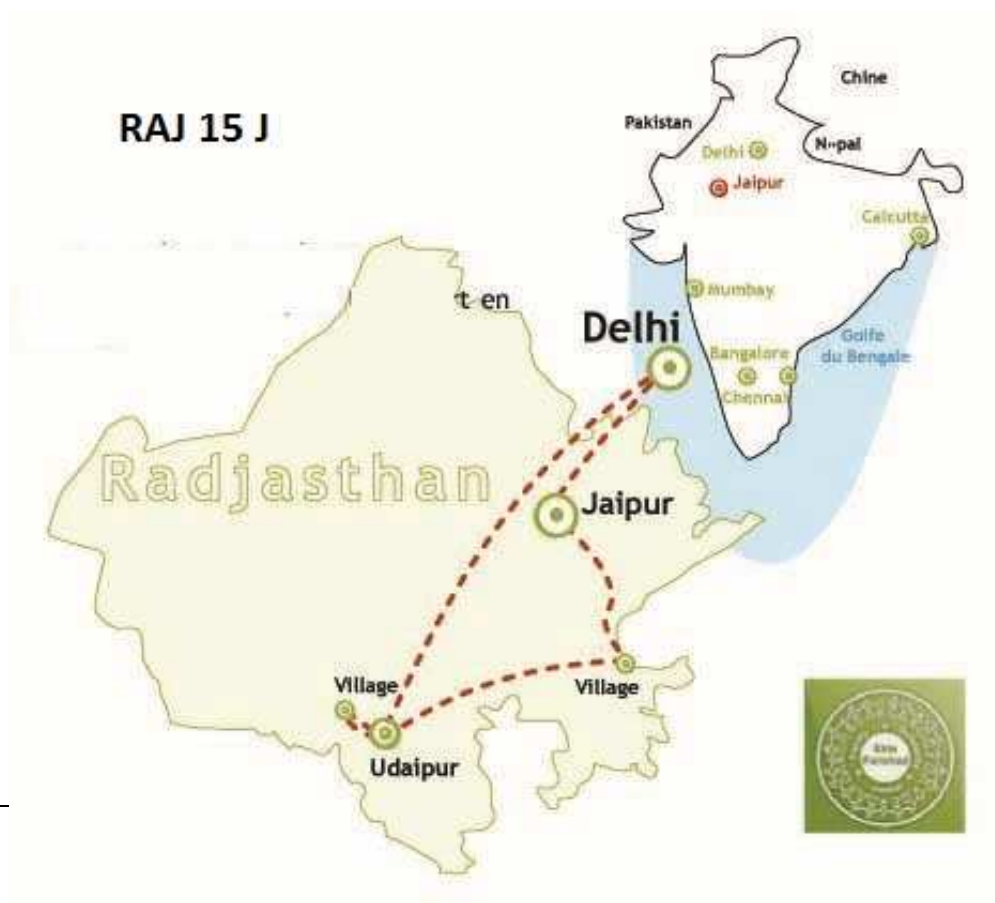 RAJ 15 J
Chine
Pakistan
Delhi
Jaipur
Calcutta
Mumbay
Golfe
du Bengale
Bangalore
Chennai
t en
Delhi
Radjasthan
Jaipur
Village
Village
Udaipur